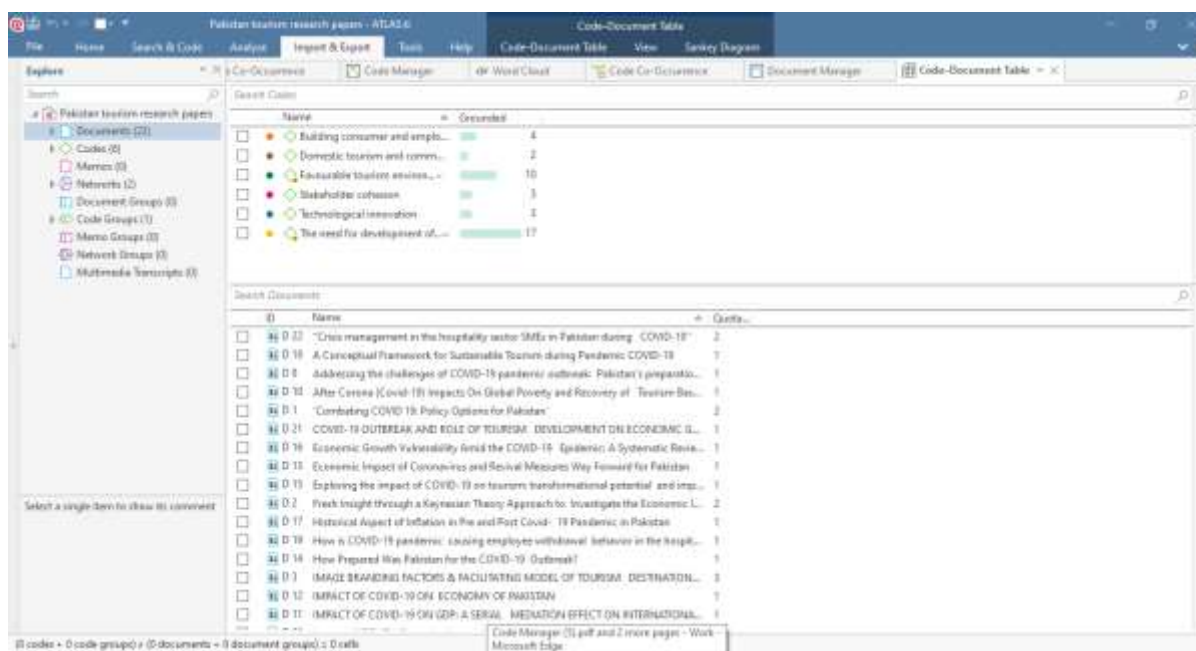 Pakistan tourism research papers - ATLAS.ti
Code-Document Table
File Home Search & Code Analyze Import & Export Tools Help Code-Document Table View Sankey Diagram
Explore
Co-Occurrence Code Manager Word Cloud Code Co-Occurrence Document Manager Code-Document Table
Search
Search Codes
Pakistan tourism research papers
Documents (22)
Codes (6)
Memos (0)
Networks (2)
Document Groups (0)
Code Groups (1)
Memo Groups (0)
Network Groups (0)
Multimedia Transcripts (0)
Name Grounded
Building consumer and emplo... 4
Domestic tourism and comm... 2
Favourable tourism environ... 10
Stakeholder cohesion 3
Technological innovation 3
The need for development of... 17
Search Documents
ID Name Quota...
D 22 "Crisis management in the hospitality sector SMEs in Pakistan during COVID-19" 2
A Conceptual Framework for Sustainable Tourism during Pandemic COVID-19 1
Addressing the challenges of COVID-19 pandemic outbreak: Pakistan's preparatio... 1
D 10 After Corona (Covid-19) Impacts On Global Poverty and Recovery of Tourism Bas... 1
D 1 'Combating COVID 19: Policy Options for Pakistan'
D 21 COVID-19 OUTBREAK AND ROLE OF TOURISM DEVELOPMENT ON ECONOMIC G... 1
D 16 Economic Growth Vulnerability Amid the COVID-19 Epidemic: A Systematic Revie... 1
Economic Impact of Coronavirus and Revival Measures Way Forward for Pakistan 1
Exploring the impact of COVID-19 on tourism: transformational potential and imp... 1
D 2 Fresh Insight through a Keynesian Theory Approach to Investigate the Economic I... 2
D 17 Historical Aspect of Inflation in Pre and Post Covid- 19 Pandemic in Pakistan 1
How is COVID-19 pandemic causing employee withdrawal behavior in the hospit... 1
D 14 How Prepared Was Pakistan for the COVID-19 Outbreak? 1
D 3 IMAGE BRANDING FACTORS & FACILITATING MODEL OF TOURISM DESTINATION... 3
D 12 IMPACT OF COVID-19 ON ECONOMY OF PAKISTAN 1
D 11 IMPACT OF COVID-19 ON GDP: A SERIAL MEDIATION EFFECT ON INTERNATIONA... 1
Select a single item to show its comment
Code Manager (5).pdf and 2 more pages - Work - Microsoft Edge
(0 codes + 0 code groups) x (0 documents + 0 document groups) = 0 cells